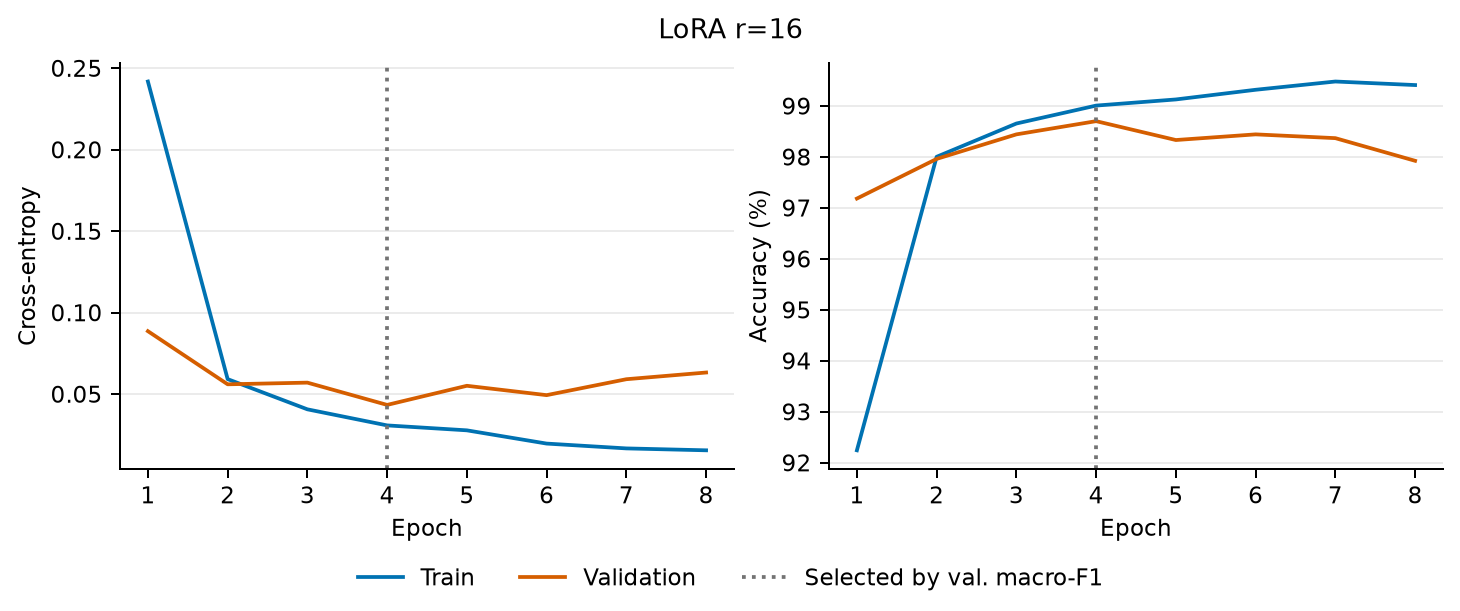 LoRA r=16
Cross-entropy
0.25
0.20
0.15
0.10
0.05
1 2 3 4 5 6 7 8
Epoch
Accuracy (%)
99
98
97
96
95
94
93
92
1 2 3 4 5 6 7 8
Epoch
Train Validation Selected by val. macro-F1